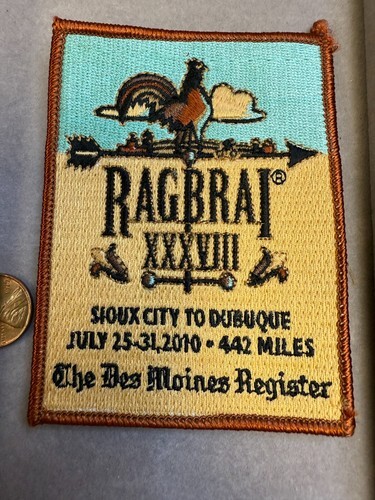 RAGBRAI®
XXXVIII
SIOUX CITY TO DUBUQUE
JULY 25-31, 2010 • 442 MILES
The Des Moines Register